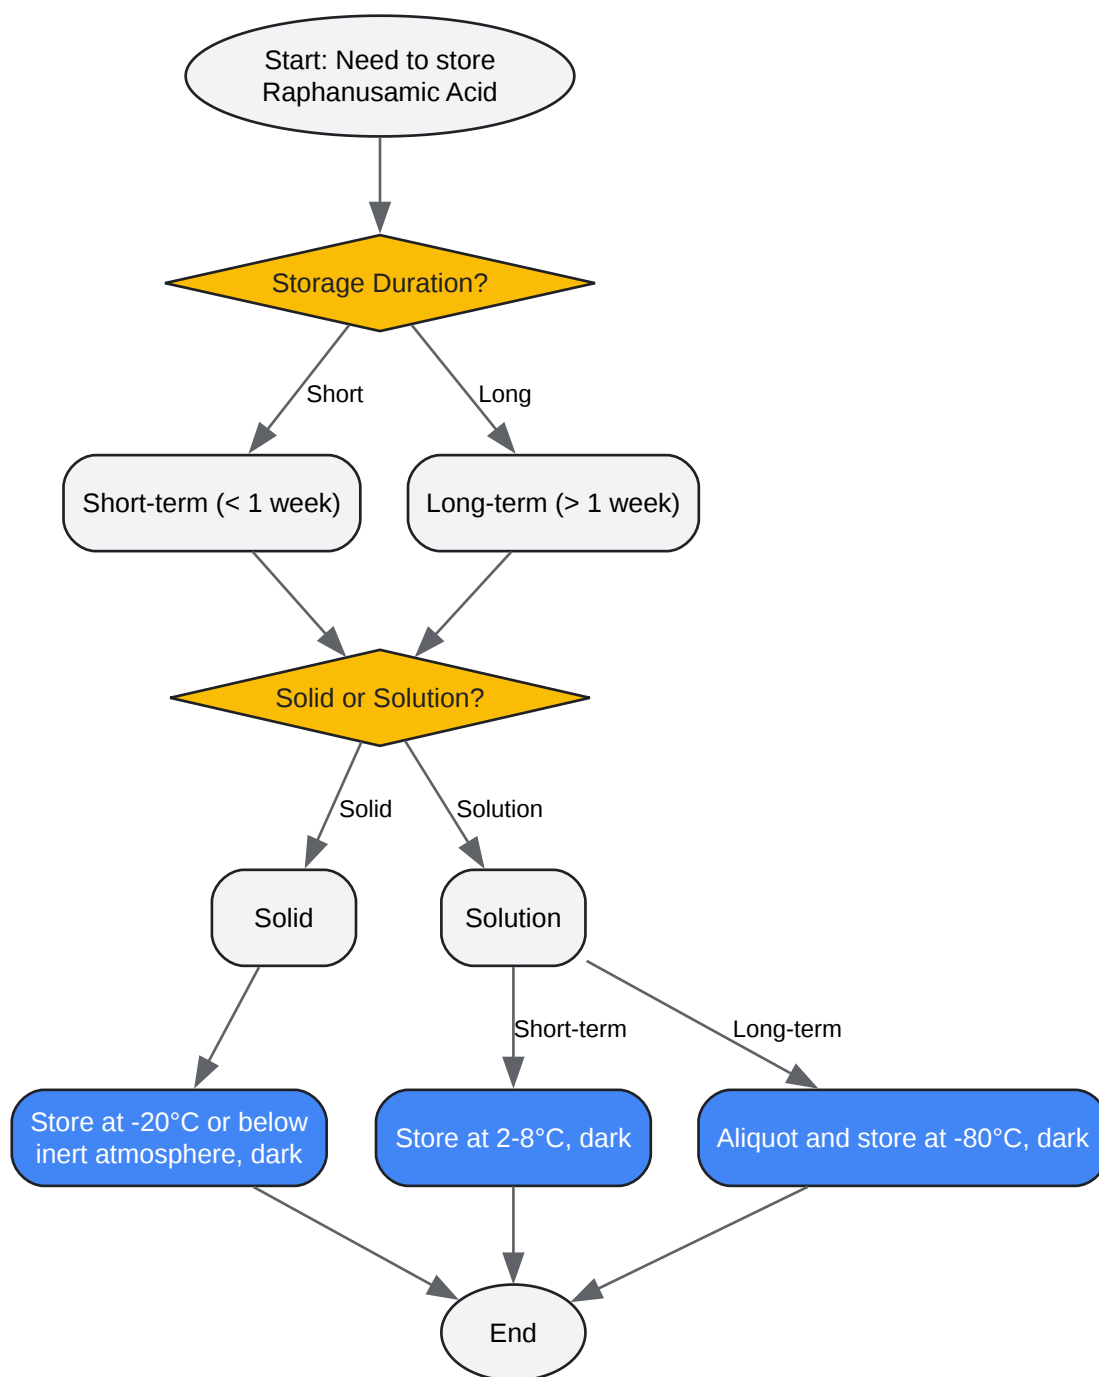 Start: Need to store
Raphanusamic Acid
Storage Duration?
Short
Long
Short-term (< 1 week)
Long-term (> 1 week)
Solid or Solution?
Solid
Solution
Solid
Solution
Short-term
Long-term
Store at -20°C or below
inert atmosphere, dark
Store at 2-8°C, dark
Aliquot and store at -80°C, dark
End